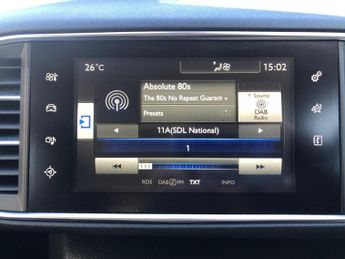 26°C
15:02
Absolute 80s
The 80s No Repeat Guarant
Presets
Source
DAB
Radio
11A(SDL National)
1
RDS DAB FM TXT INFO